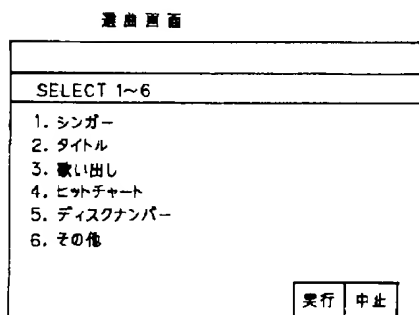 選曲画面
SELECT 1~6
1. シンガー
2. タイトル
3. 歌い出し
4. ヒットチャート
5. ディスクナンバー
6. その他
実行 中止